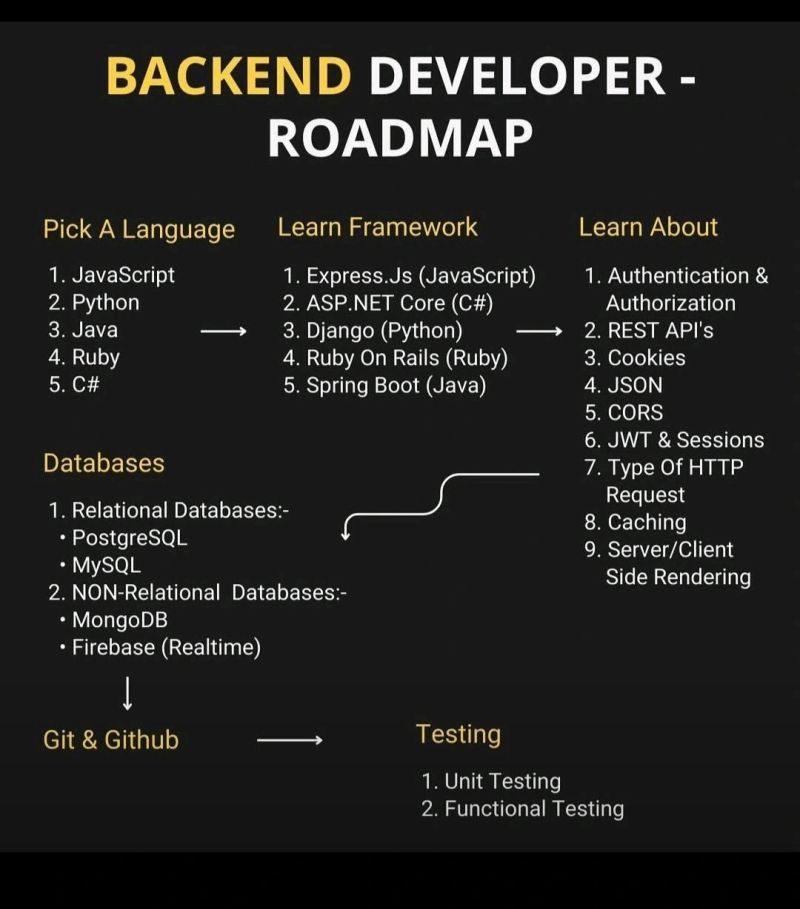 BACKEND DEVELOPER -
ROADMAP
Pick A Language
1. JavaScript
2. Python
3. Java
4. Ruby
5. C#
Learn Framework
1. Express.Js (JavaScript)
2. ASP.NET Core (C#)
3. Django (Python)
4. Ruby On Rails (Ruby)
5. Spring Boot (Java)
Learn About
1. Authentication &
Authorization
2. REST API's
3. Cookies
4. JSON
5. CORS
6. JWT & Sessions
7. Type Of HTTP
Request
8. Caching
9. Server/Client
Side Rendering
Databases
1. Relational Databases:-
• PostgreSQL
• MySQL
2. NON-Relational Databases:-
• MongoDB
• Firebase (Realtime)
Git & Github
Testing
1. Unit Testing
2. Functional Testing